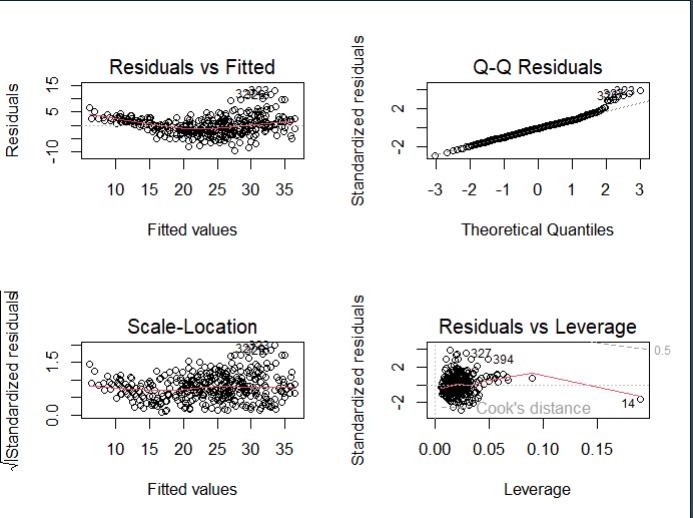 Residuals vs Fitted
Residuals
15
5
-10
323
10 15 20 25 30 35
Fitted values
Q-Q Residuals
Standardized residuals
2
-2
323
-3 -2 -1 0 1 2 3
Theoretical Quantiles
Scale-Location
√|Standardized residuals|
1.5
0.0
323
10 15 20 25 30 35
Fitted values
Residuals vs Leverage
Standardized residuals
2
-2
327
394
0.5
14
Cook's distance
0.00 0.05 0.10 0.15
Leverage